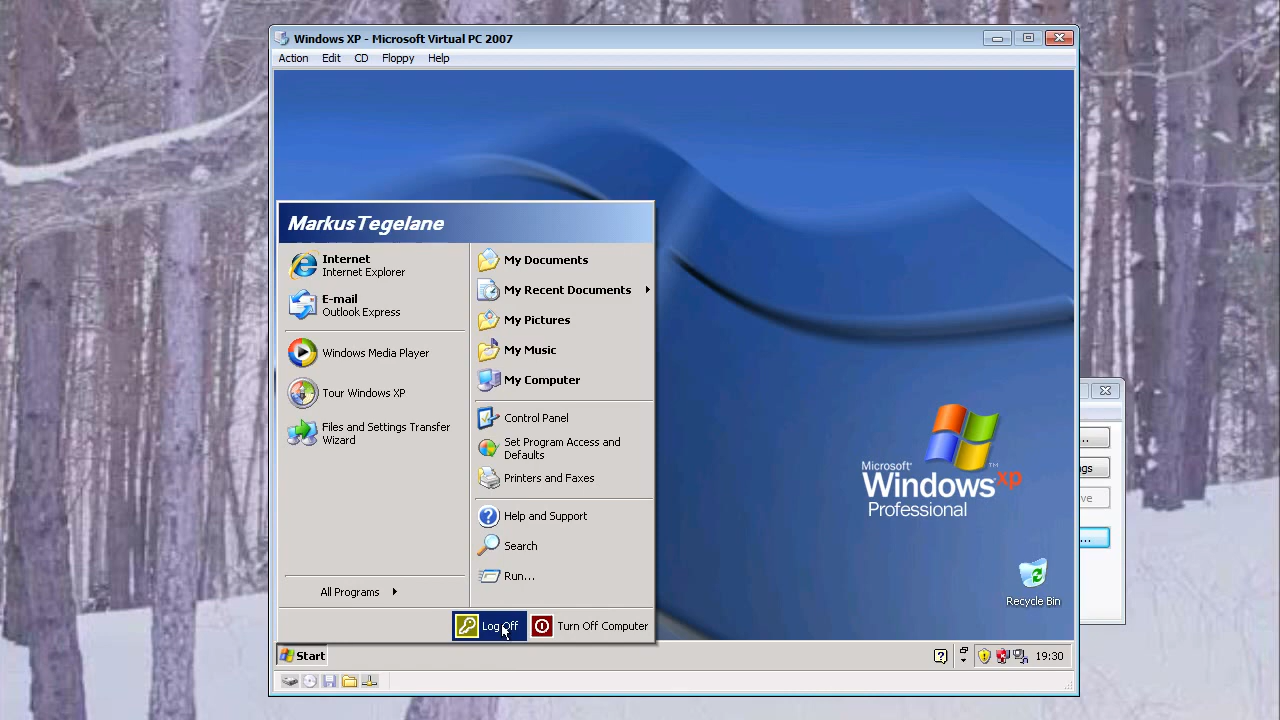 Windows XP - Microsoft Virtual PC 2007
Action Edit CD Floppy Help
MarkusTegelane
Internet
Internet Explorer
E-mail
Outlook Express
Windows Media Player
Tour Windows XP
Files and Settings Transfer
Wizard
All Programs
My Documents
My Recent Documents
My Pictures
My Music
My Computer
Control Panel
Set Program Access and
Defaults
Printers and Faxes
Help and Support
Search
Run...
Log Off
Turn Off Computer
Microsoft
Windows xp
TM
Professional
Recycle Bin
Start
19:30